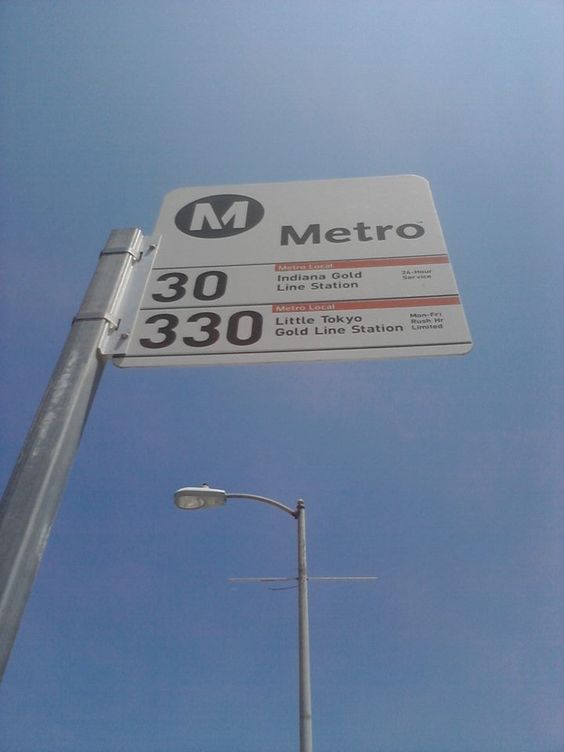 M Metro
Metro Local
30 Indiana Gold
Line Station
24-Hour
Service
Metro Local
330 Little Tokyo
Gold Line Station
Mon-Fri
Rush Hr
Limited